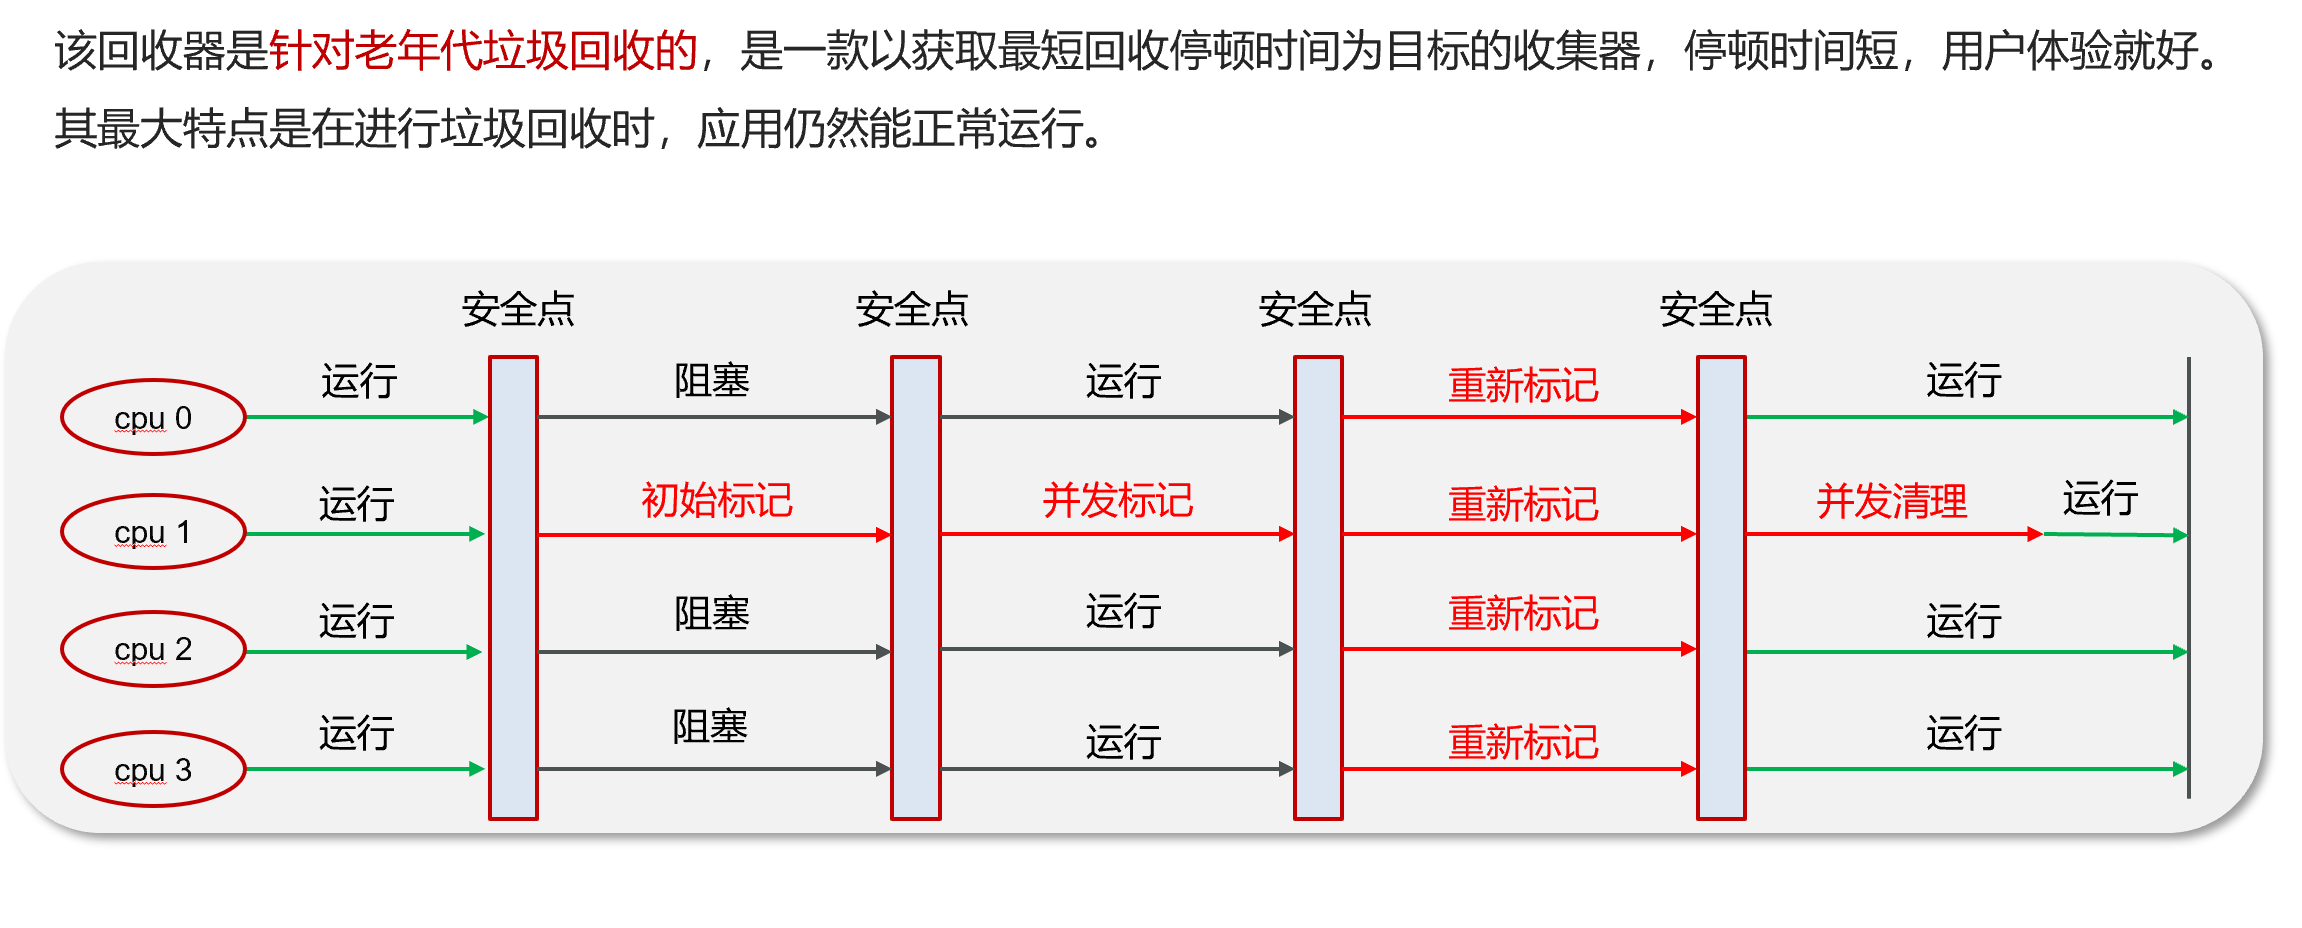 该回收器是针对老年代垃圾回收的，是一款以获取最短回收停顿时间为目标的收集器，停顿时间短，用户体验就好。
其最大特点是在进行垃圾回收时，应用仍然能正常运行。
安全点 安全点 安全点 安全点
运行 阻塞 运行 重新标记 运行
cpu 0
运行 初始标记 并发标记 重新标记 并发清理 运行
cpu 1
运行 阻塞 运行 重新标记 运行
cpu 2
运行 阻塞 运行 重新标记 运行
cpu 3